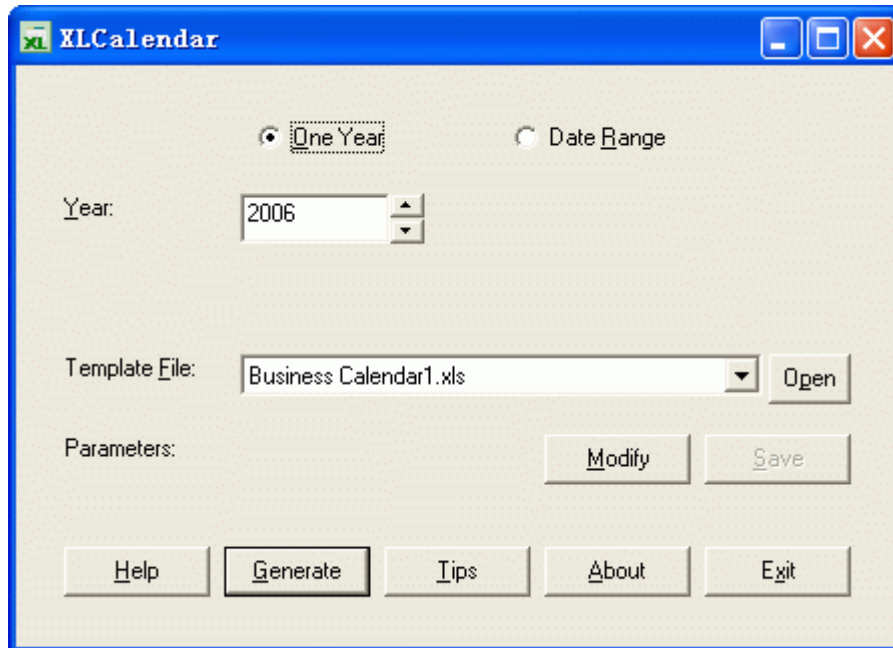 XLCalendar
One Year Date Range
Year: 2006
Template File: Business Calendar1.xls Open
Parameters: Modify Save
Help Generate Tips About Exit